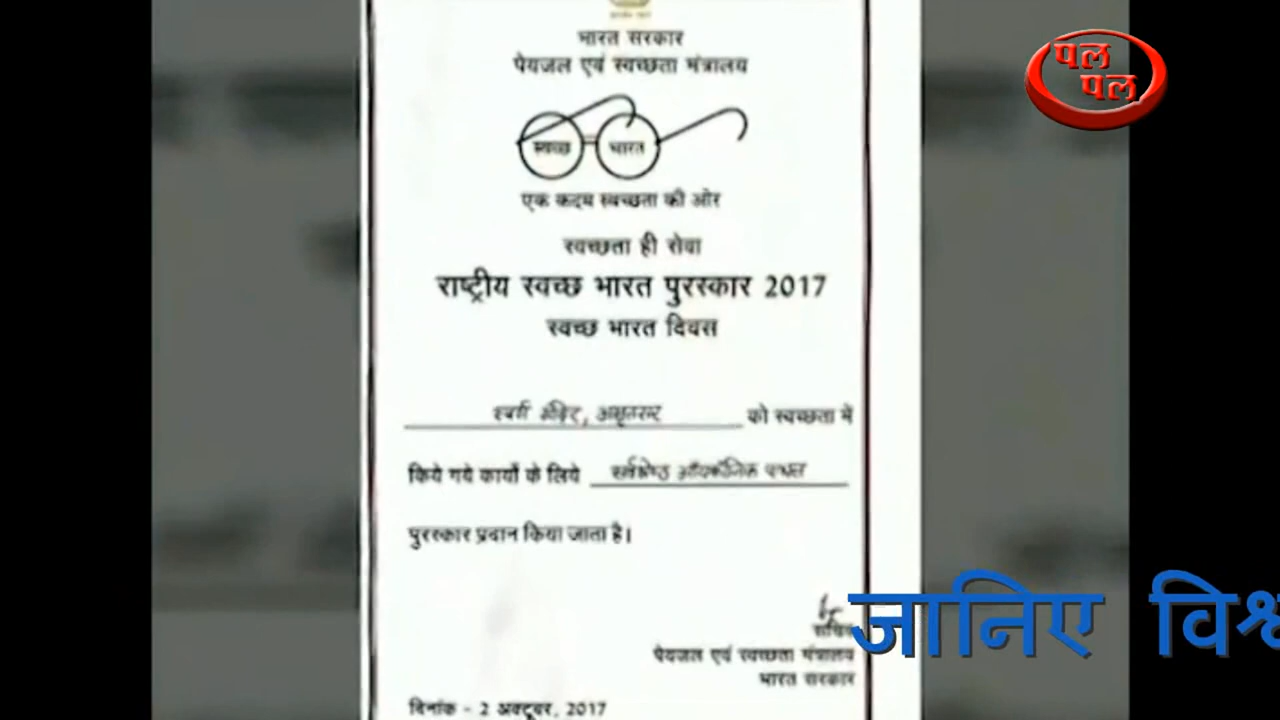 भारत सरकार
पेयजल एवं स्वच्छता मंत्रालय
स्वच्छ भारत
एक कदम स्वच्छता की ओर
स्वच्छता ही सेवा
राष्ट्रीय स्वच्छ भारत पुरस्कार 2017
स्वच्छ भारत दिवस
स्वर्ण मंदिर, अमृतसर को स्वच्छता में
किये गये कार्यों के लिये सर्वश्रेष्ठ आइकॉनिक स्थल
पुरस्कार प्रदान किया जाता है।
सचिव
पेयजल एवं स्वच्छता मंत्रालय
भारत सरकार
दिनांक - 2 अक्टूबर, 2017
पल
पल
जानिए विश्व